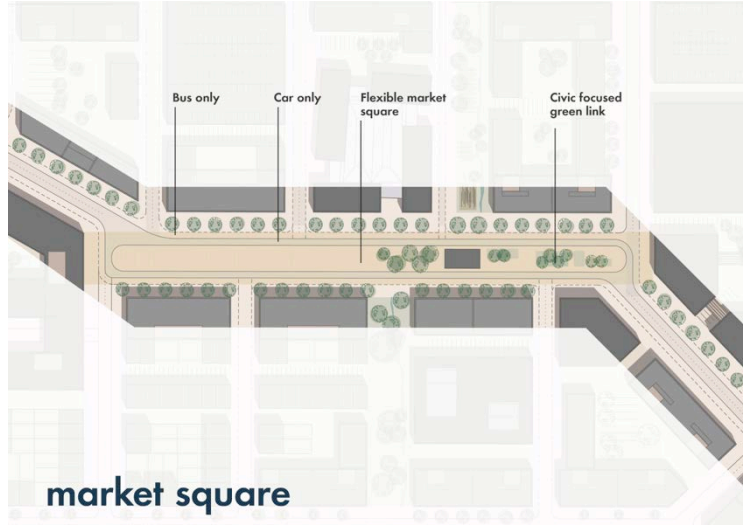 Bus only
Car only
Flexible market
square
Civic focused
green link
market square